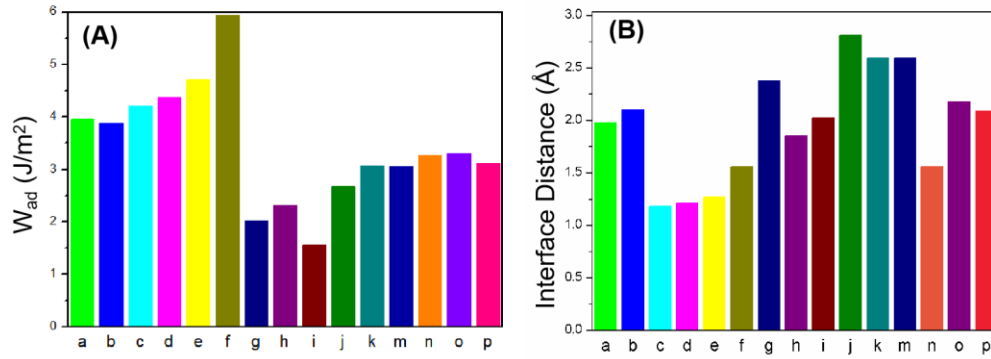 (A)
W_ad (J/m²)
6
5
4
3
2
1
0
a b c d e f g h i j k m n o p
(B)
Interface Distance (Å)
3.0
2.5
2.0
1.5
1.0
0.5
0.0
a b c d e f g h i j k m n o p